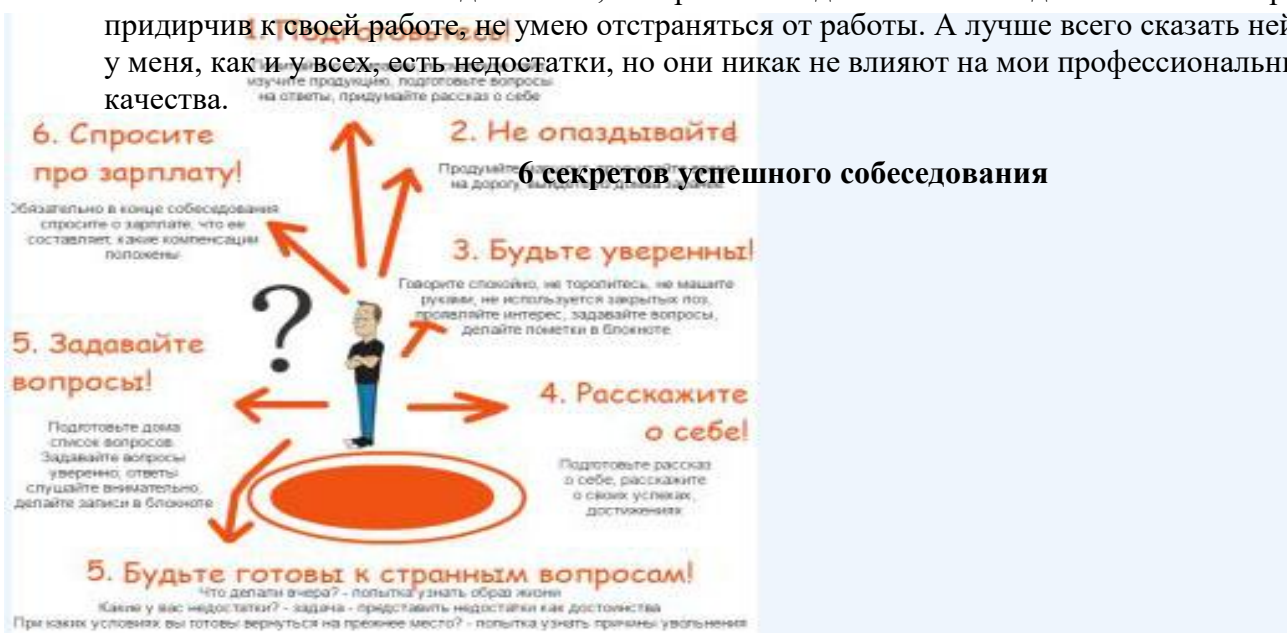 придирчив к своей работе, не умею отстраняться от работы. А лучше всего сказать ней
у меня, как и у всех, есть недостатки, но они никак не влияют на мои профессиональны
качества.
1. Подготовьтесь!
изучите продукцию, подготовьте вопросы
на ответы, придумайте рассказ о себе
6. Спросите
про зарплату!
Обязательно в конце собеседования
спросите о зарплате, что ее
составляет, какие компенсации
положены
2. Не опаздывайте!
Продумайте
на дорогу,
6 секретов успешного собеседования
3. Будьте уверенны!
Говорите спокойно, не торопитесь, не машите
руками, не используется закрытых поз,
проявляйте интерес, задавайте вопросы,
делайте пометки в блокноте
?
5. Задавайте
вопросы!
Подготовьте дома
список вопросов.
Задавайте вопросы
уверенно, ответы
слушайте внимательно,
делайте записи в блокноте
4. Расскажите
о себе!
Подготовьте рассказ
о себе, расскажите
о своих успехах,
достижениях
5. Будьте готовы к странным вопросам!
Что делали вчера? - попытка узнать образ жизни
Какие у вас недостатки? - задача - представить недостатки как достоинства
При каких условиях вы готовы вернуться на прежнее место? - попытка узнать причины увольнения